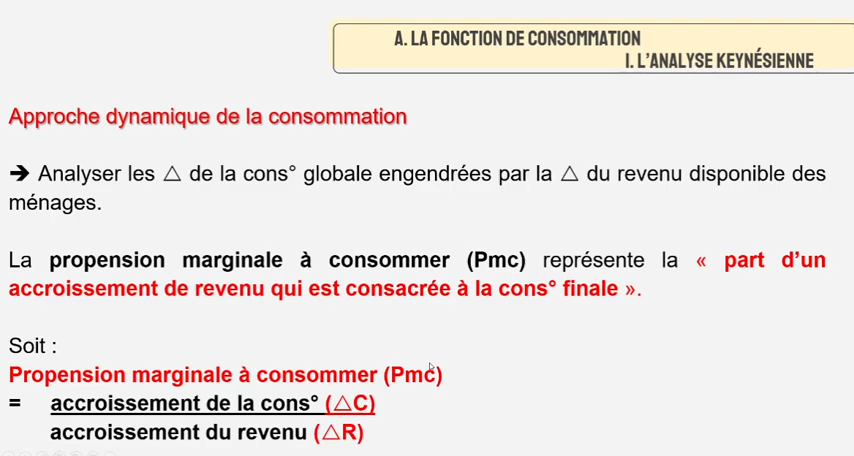 A. LA FONCTION DE CONSOMMATION
I. L'ANALYSE KEYNÉSIENNE
Approche dynamique de la consommation
➔ Analyser les △ de la cons° globale engendrées par la △ du revenu disponible des
ménages.
La propension marginale à consommer (Pmc) représente la « part d'un
accroissement de revenu qui est consacrée à la cons° finale ».
Soit :
Propension marginale à consommer (Pmc)
= accroissement de la cons° (△C)
accroissement du revenu (△R)